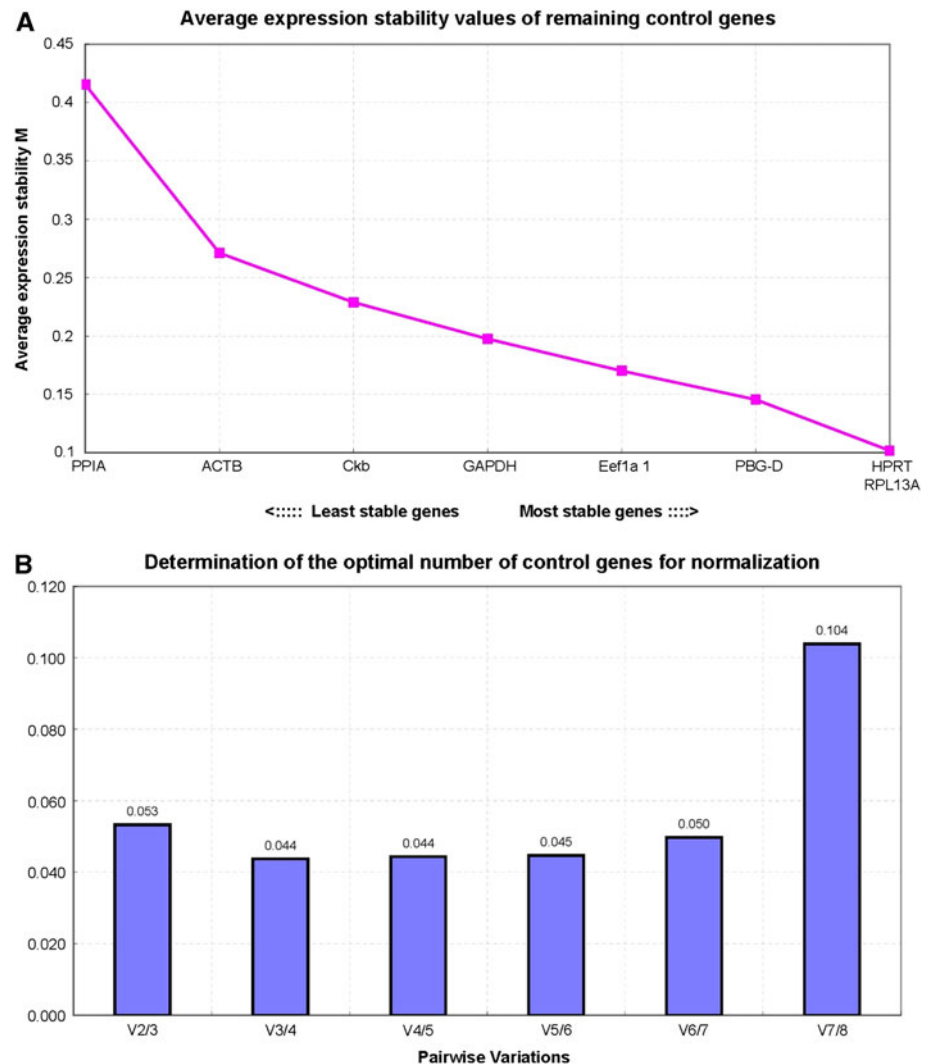 A
Average expression stability values of remaining control genes
Average expression stability M
0.45
0.4
0.35
0.3
0.25
0.2
0.15
0.1
PPIA ACTB Ckb GAPDH Eef1a 1 PBG-D HPRT
RPL13A
<::::: Least stable genes Most stable genes ::::>
B
Determination of the optimal number of control genes for normalization
0.120
0.100
0.080
0.060
0.040
0.020
0.000
0.053
0.044
0.044
0.045
0.050
0.104
V2/3 V3/4 V4/5 V5/6 V6/7 V7/8
Pairwise Variations